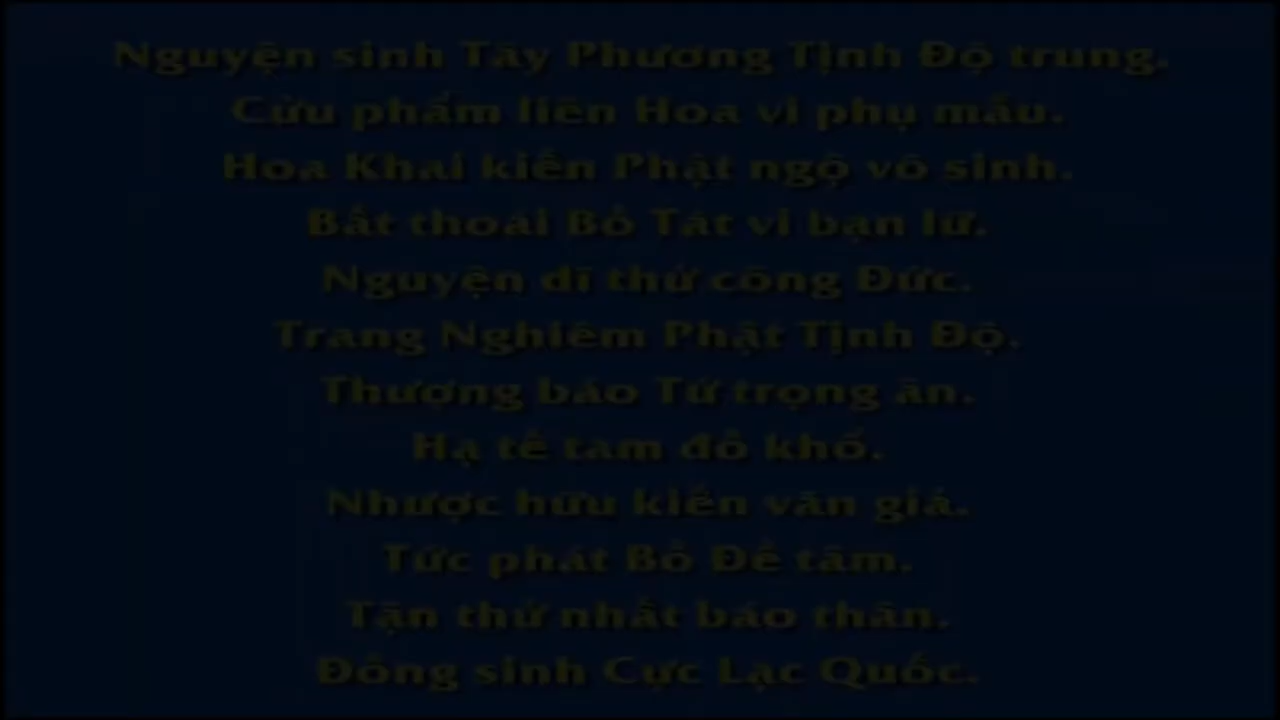 Nguyện sinh Tây Phương Tịnh Độ trung.
Cửu phẩm liên Hoa vi phụ mẫu.
Hoa Khai kiến Phật ngộ vô sinh.
Bất thoái Bồ Tát vi bạn lữ.
Nguyện dĩ thử công Đức.
Trang Nghiêm Phật Tịnh Độ.
Thượng báo Tứ trọng ân.
Hạ tế tam đồ khổ.
Nhược hữu kiến văn giả.
Tức phát Bồ Đề tâm.
Tận thử nhất báo thân.
Đồng sinh Cực Lạc Quốc.